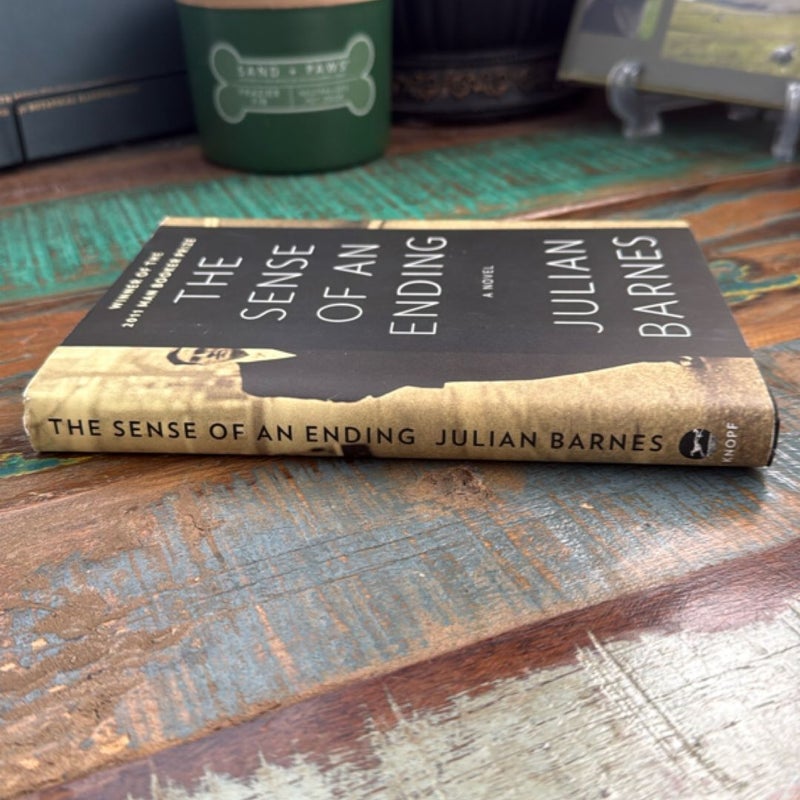 SAND + PAWS
WINNER OF THE
2011 MAN BOOKER PRIZE
THE
SENSE
OF AN
ENDING
A NOVEL
JULIAN
BARNES
THE SENSE OF AN ENDING JULIAN BARNES
KNOPF